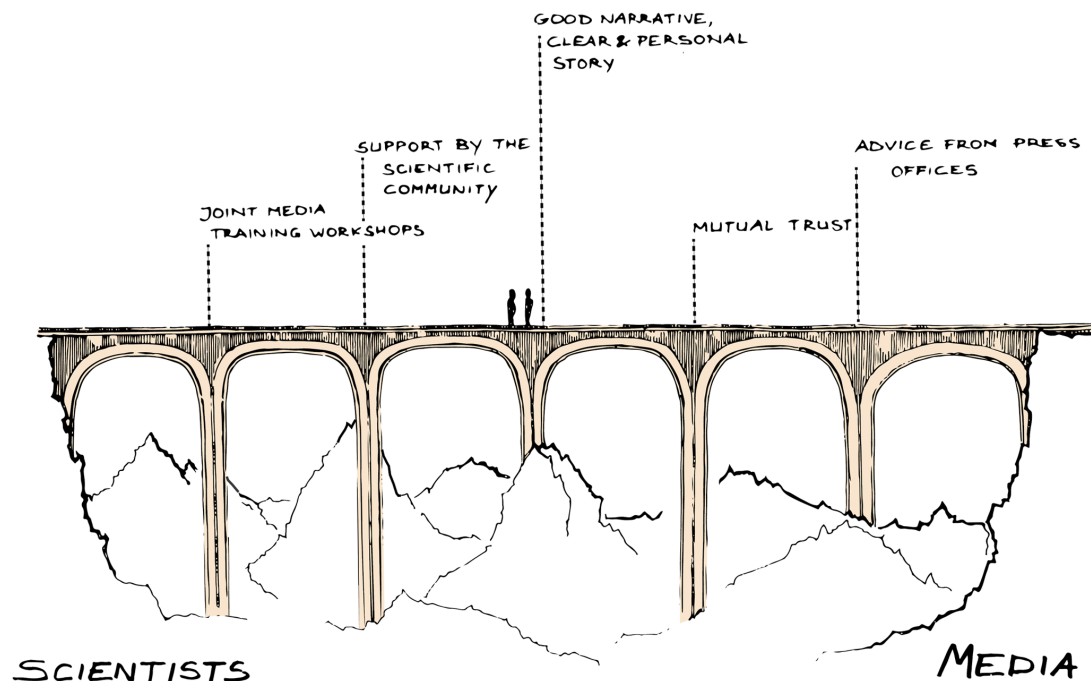 GOOD NARRATIVE,
CLEAR & PERSONAL
STORY
SUPPORT BY THE
SCIENTIFIC
COMMUNITY
ADVICE FROM PRESS
OFFICES
JOINT MEDIA
TRAINING WORKSHOPS
MUTUAL TRUST
SCIENTISTS
MEDIA